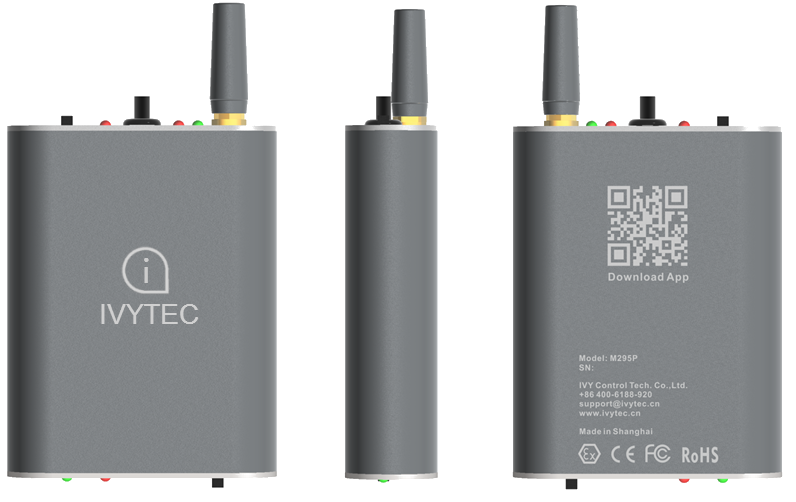 i
IVYTEC
Download App
Model: M295P
SN:
IVY Control Tech. Co.,Ltd.
+86 400-6188-920
support@ivytec.cn
www.ivytec.cn
Made in Shanghai
Ex CE FC RoHS